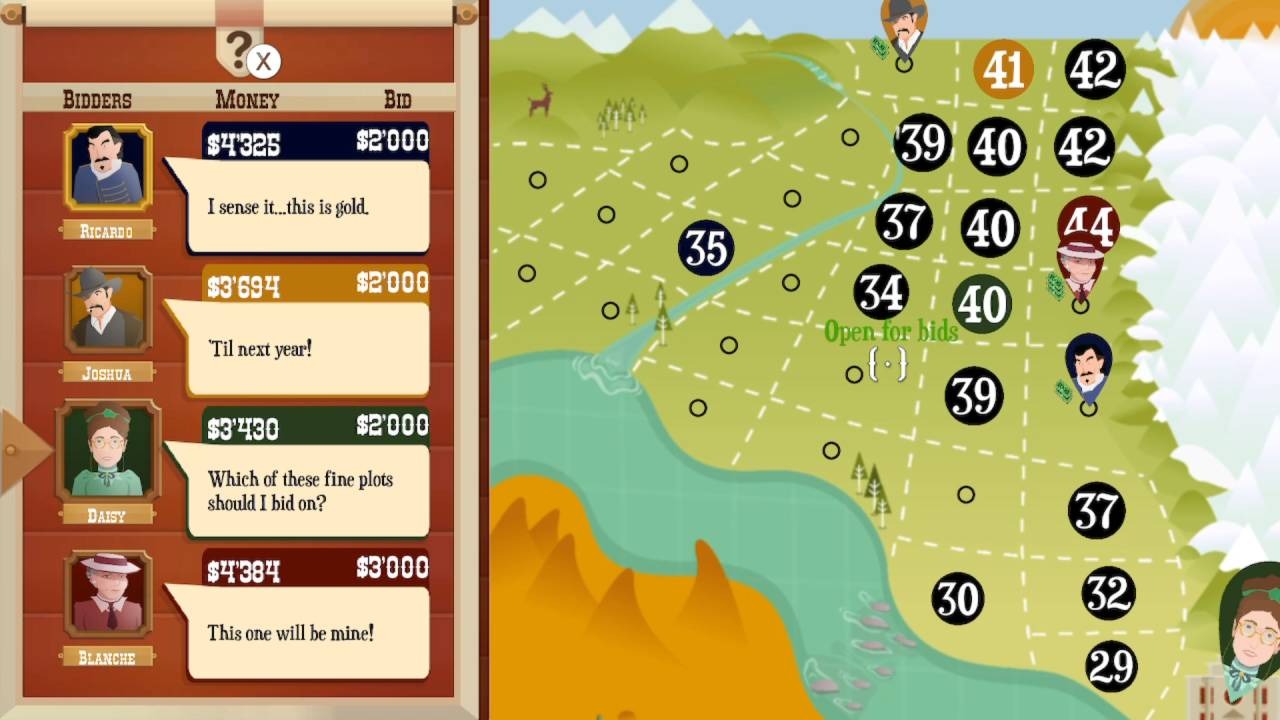 ?
X
BIDDERS MONEY BID
$4'325 $2'000
I sense it...this is gold.
RICARDO
$3'694 $2'000
'Til next year!
JOSHUA
$3'430 $2'000
Which of these fine plots
should I bid on?
DAISY
$4'384 $3'000
This one will be mine!
BLANCHE
41 42
39 40 42
37 40 44
35
34 40
Open for bids
39
37
30 32
29